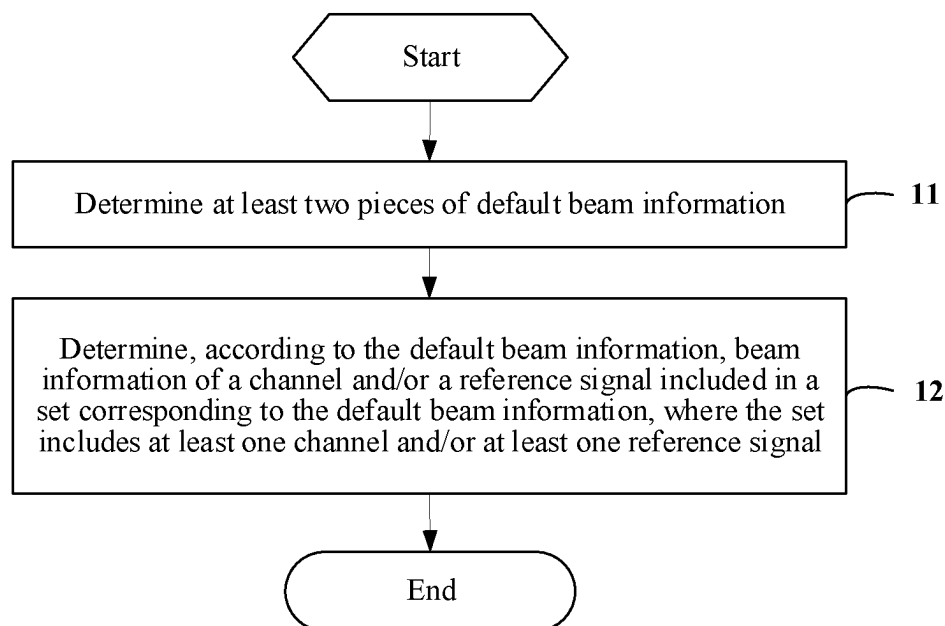 Start
Determine at least two pieces of default beam information
11
Determine, according to the default beam information, beam
information of a channel and/or a reference signal included in a
set corresponding to the default beam information, where the set
includes at least one channel and/or at least one reference signal
12
End